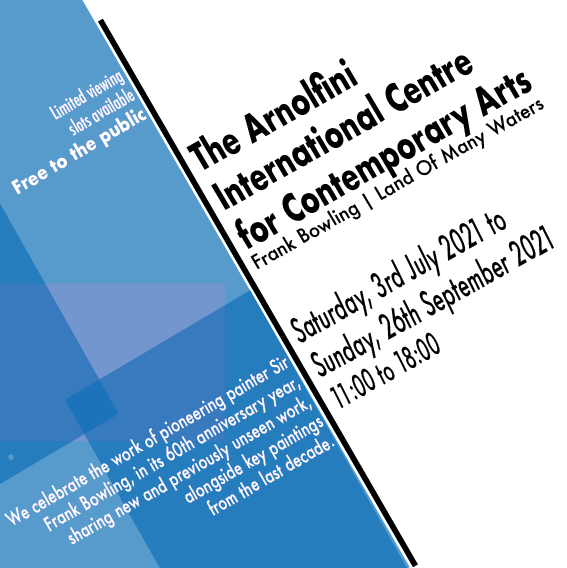 Limited viewing
slots available
Free to the public
The Arnolfini
International Centre
for Contemporary Arts
Frank Bowling | Land Of Many Waters
Saturday, 3rd July 2021 to
Sunday, 26th September 2021
11:00 to 18:00
We celebrate the work of pioneering painter Sir
Frank Bowling, in its 60th anniversary year,
sharing new and previously unseen work,
alongside key paintings
from the last decade.